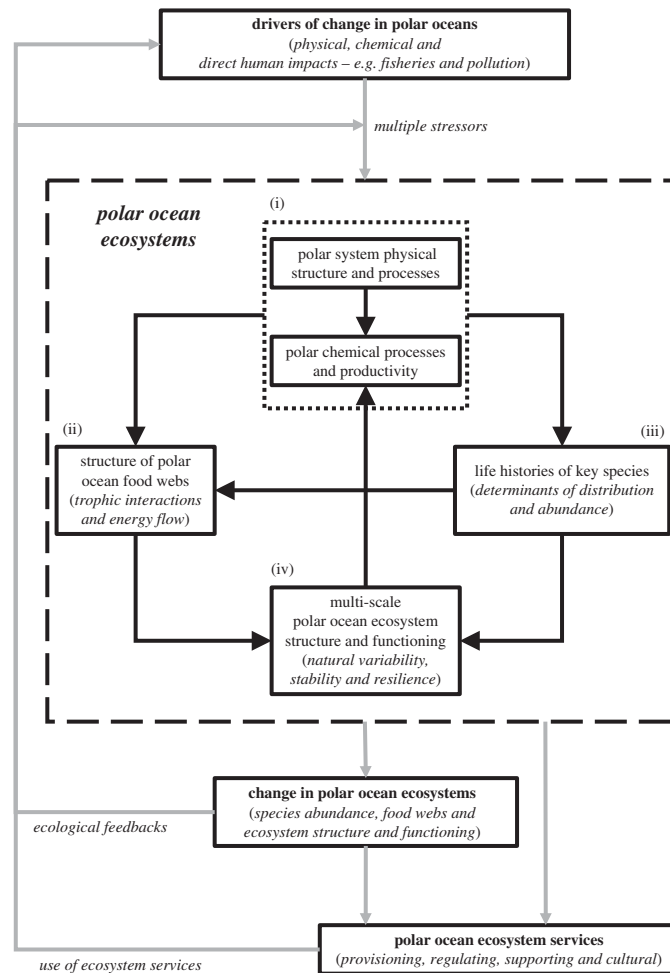 drivers of change in polar oceans
(physical, chemical and
direct human impacts – e.g. fisheries and pollution)
multiple stressors
polar ocean
ecosystems
(i)
polar system physical
structure and processes
polar chemical processes
and productivity
(ii)
structure of polar
ocean food webs
(trophic interactions
and energy flow)
(iii)
life histories of key species
(determinants of distribution
and abundance)
(iv)
multi-scale
polar ocean ecosystem
structure and functioning
(natural variability,
stability and resilience)
change in polar ocean ecosystems
(species abundance, food webs and
ecosystem structure and functioning)
ecological feedbacks
polar ocean ecosystem services
(provisioning, regulating, supporting and cultural)
use of ecosystem services